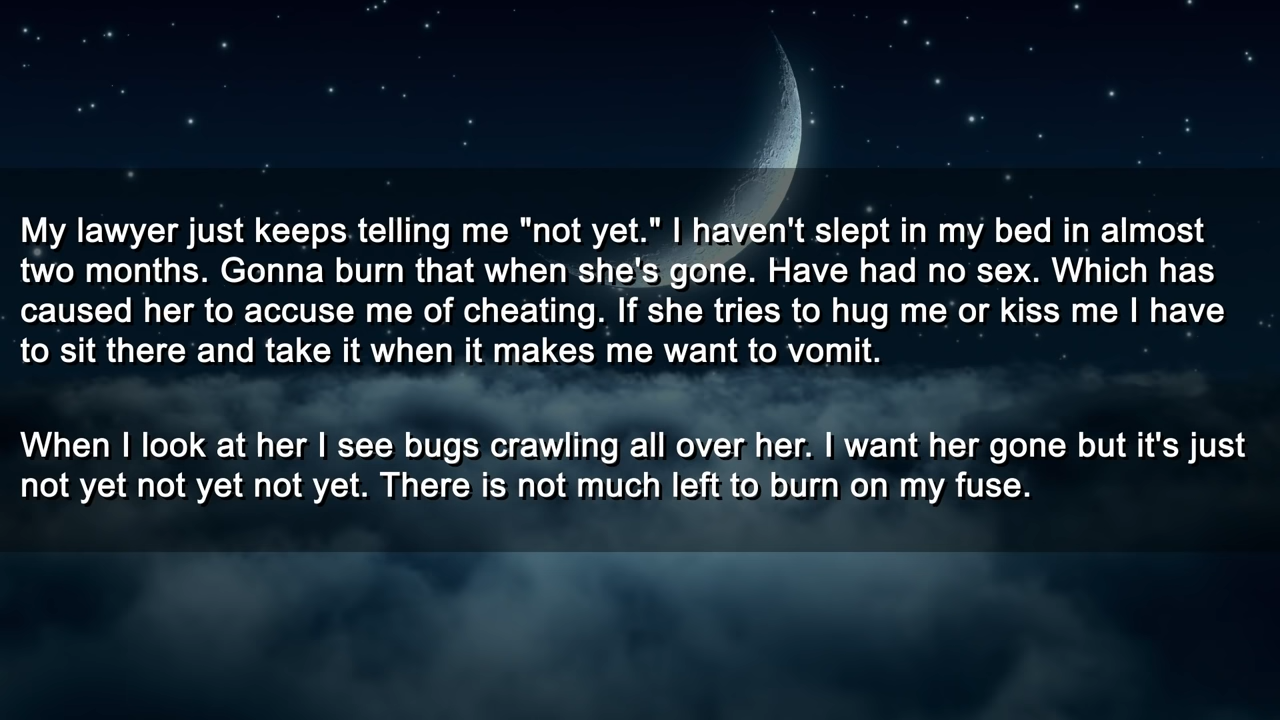 My lawyer just keeps telling me "not yet." I haven't slept in my bed in almost
two months. Gonna burn that when she's gone. Have had no sex. Which has
caused her to accuse me of cheating. If she tries to hug me or kiss me I have
to sit there and take it when it makes me want to vomit.
When I look at her I see bugs crawling all over her. I want her gone but it's just
not yet not yet not yet. There is not much left to burn on my fuse.